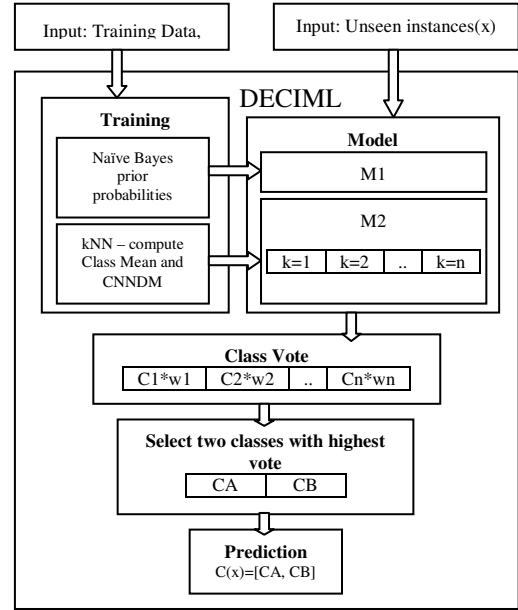 Input: Training Data,
Input: Unseen instances(x)
DECIML
Training
Naïve Bayes
prior
probabilities
kNN – compute
Class Mean and
CNNDM
Model
M1
M2
k=1 k=2 .. k=n
Class Vote
C1*w1 C2*w2 .. Cn*wn
Select two classes with highest
vote
CA CB
Prediction
C(x)=[CA, CB]